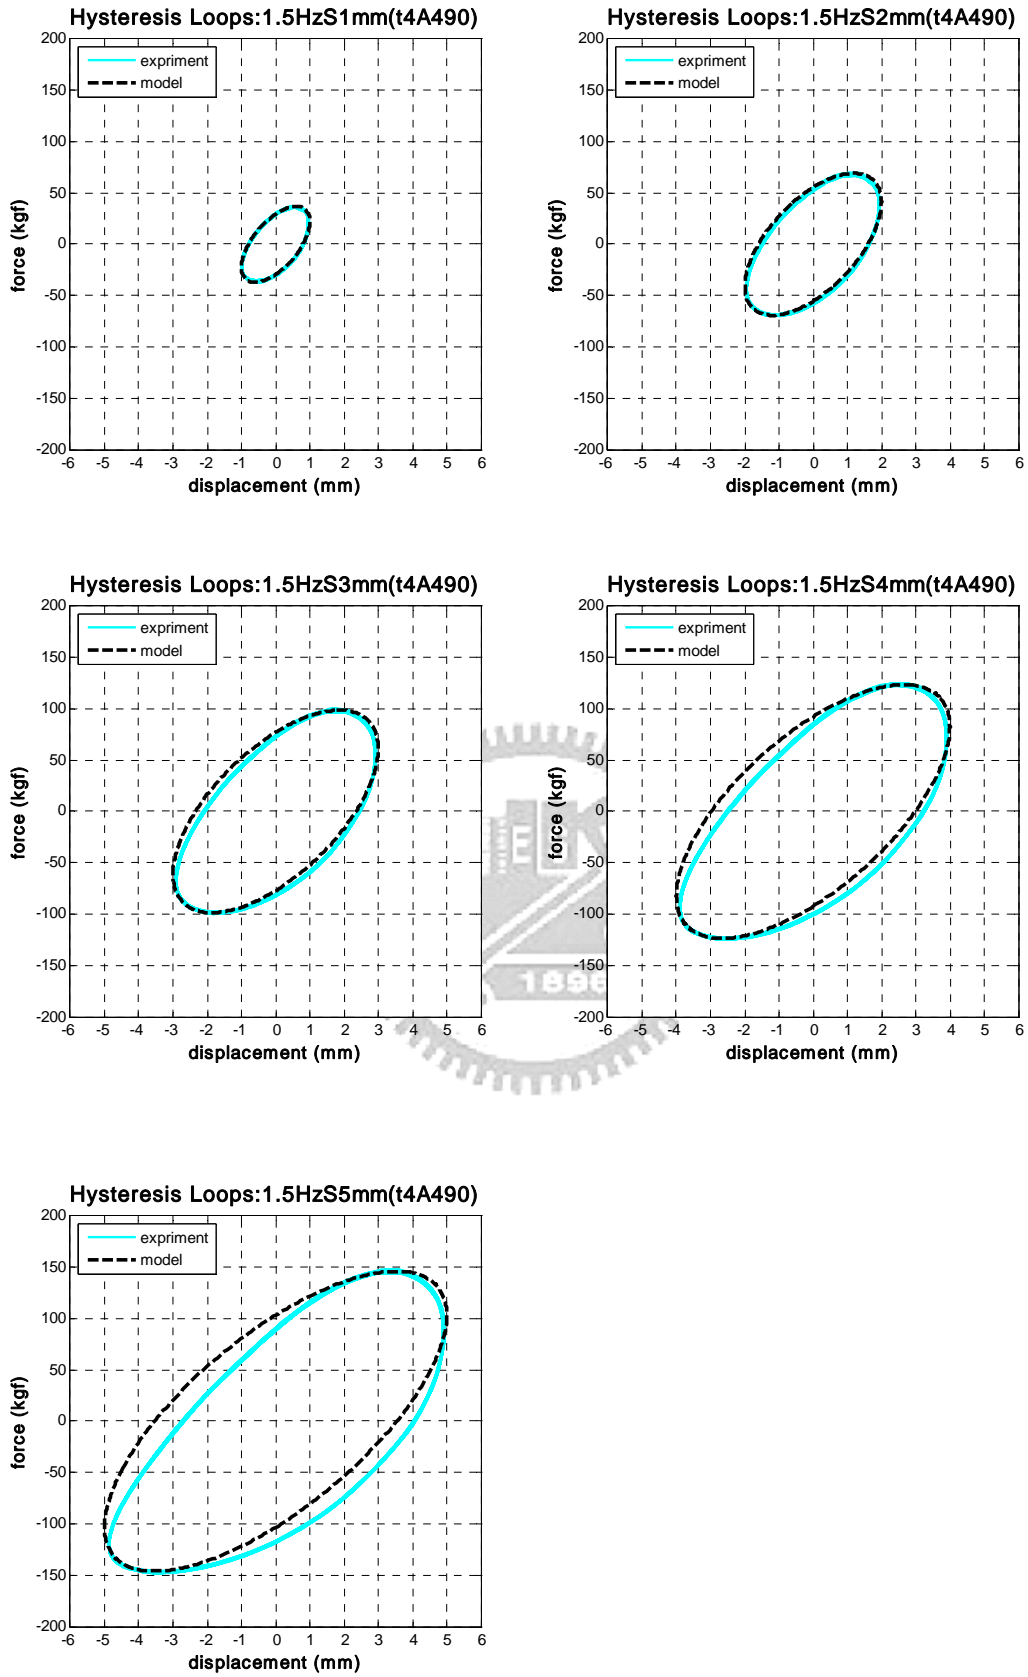 Hysteresis Loops:1.5HzS1mm(t4A490)
200
150
100
50
0
-50
-100
-150
-200
force (kgf)
expriment
model
-6 -5 -4 -3 -2 -1 0 1 2 3 4 5 6
displacement (mm)
Hysteresis Loops:1.5HzS2mm(t4A490)
200
150
100
50
0
-50
-100
-150
-200
force (kgf)
expriment
model
-6 -5 -4 -3 -2 -1 0 1 2 3 4 5 6
displacement (mm)
Hysteresis Loops:1.5HzS3mm(t4A490)
200
150
100
50
0
-50
-100
-150
-200
force (kgf)
expriment
model
-6 -5 -4 -3 -2 -1 0 1 2 3 4 5 6
displacement (mm)
Hysteresis Loops:1.5HzS4mm(t4A490)
200
150
100
50
0
-50
-100
-150
-200
force (kgf)
expriment
model
-6 -5 -4 -3 -2 -1 0 1 2 3 4 5 6
displacement (mm)
1896
Hysteresis Loops:1.5HzS5mm(t4A490)
200
150
100
50
0
-50
-100
-150
-200
force (kgf)
expriment
model
-6 -5 -4 -3 -2 -1 0 1 2 3 4 5 6
displacement (mm)